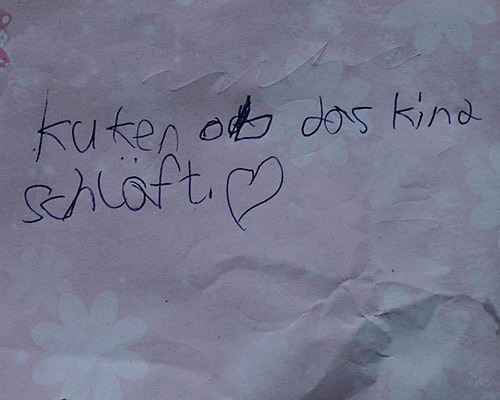 kuken ob das kind
schläft. ♡